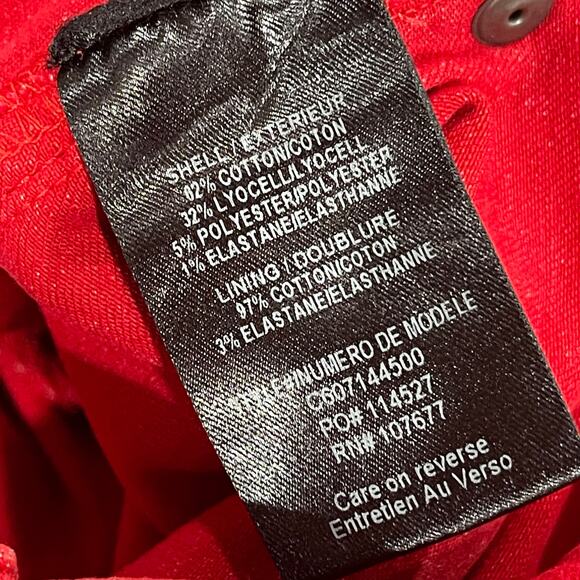 SHELL / EXTERIEUR
62% COTTON/COTON
32% LYOCELL/LYOCELL
5% POLYESTER/POLYESTER
1% ELASTANE/ELASTHANNE
LINING / DOUBLURE
97% COTTON/COTON
3% ELASTANE/ELASTHANNE
STYLE#/NUMERO DE MODELE
C607144500
PO# 114527
RN# 107677
Care on reverse
Entretien Au Verso